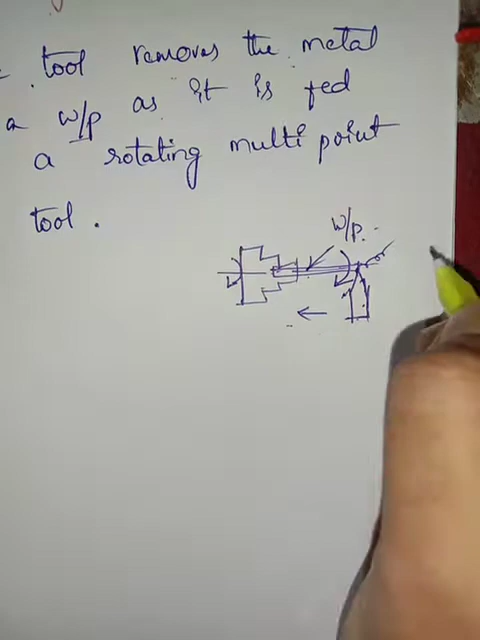 tool removes the metal
a w/p as it is fed
a rotating multi point
tool.
w/p.